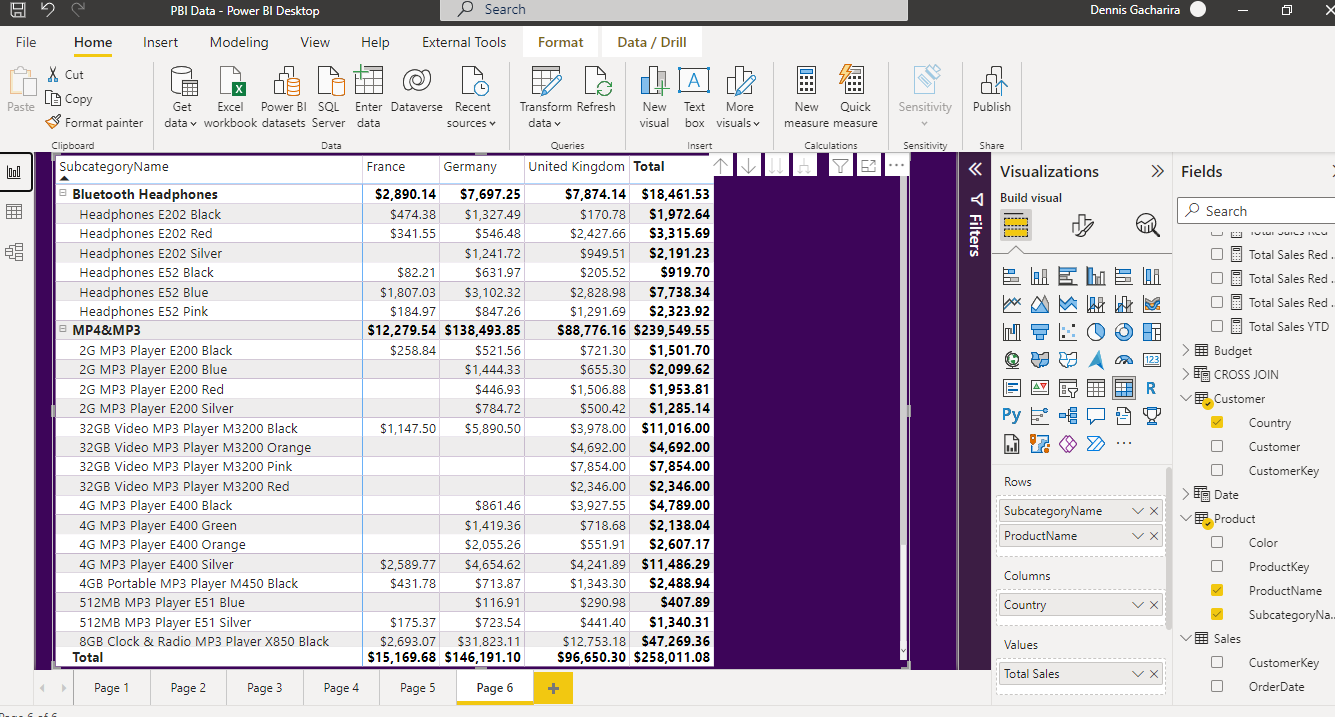 PBI Data - Power BI Desktop
Search
Dennis Gacharira
File Home Insert Modeling View Help External Tools Format Data / Drill
Paste
Cut
Copy
Format painter
Clipboard
Get data
Excel workbook
Power BI datasets
SQL Server
Enter data
Dataverse
Recent sources
Data
Transform data
Refresh
Queries
New visual
Text box
More visuals
Insert
New measure
Quick measure
Calculations
Sensitivity
Sensitivity
Publish
Share
SubcategoryName France Germany United Kingdom Total
Bluetooth Headphones $2,890.14 $7,697.25 $7,874.14 $18,461.53
Headphones E202 Black $474.38 $1,327.49 $170.78 $1,972.64
Headphones E202 Red $341.55 $546.48 $2,427.66 $3,315.69
Headphones E202 Silver $1,241.72 $949.51 $2,191.23
Headphones E52 Black $82.21 $631.97 $205.52 $919.70
Headphones E52 Blue $1,807.03 $3,102.32 $2,828.98 $7,738.34
Headphones E52 Pink $184.97 $847.26 $1,291.69 $2,323.92
MP4&MP3 $12,279.54 $138,493.85 $88,776.16 $239,549.55
2G MP3 Player E200 Black $258.84 $521.56 $721.30 $1,501.70
2G MP3 Player E200 Blue $1,444.33 $655.30 $2,099.62
2G MP3 Player E200 Red $446.93 $1,506.88 $1,953.81
2G MP3 Player E200 Silver $784.72 $500.42 $1,285.14
32GB Video MP3 Player M3200 Black $1,147.50 $5,890.50 $3,978.00 $11,016.00
32GB Video MP3 Player M3200 Orange $4,692.00 $4,692.00
32GB Video MP3 Player M3200 Pink $7,854.00 $7,854.00
32GB Video MP3 Player M3200 Red $2,346.00 $2,346.00
4G MP3 Player E400 Black $861.46 $3,927.55 $4,789.00
4G MP3 Player E400 Green $1,419.36 $718.68 $2,138.04
4G MP3 Player E400 Orange $2,055.26 $551.91 $2,607.17
4G MP3 Player E400 Silver $2,589.77 $4,654.62 $4,241.89 $11,486.29
4GB Portable MP3 Player M450 Black $431.78 $713.87 $1,343.30 $2,488.94
512MB MP3 Player E51 Blue $116.91 $290.98 $407.89
512MB MP3 Player E51 Silver $175.37 $723.54 $441.40 $1,340.31
8GB Clock & Radio MP3 Player X850 Black $2,693.07 $31,823.11 $12,753.18 $47,269.36
Total $15,169.68 $146,191.10 $96,650.30 $258,011.08
Filters
Visualizations
Build visual
123
R
Py
Rows
SubcategoryName
ProductName
Columns
Country
Values
Total Sales
Fields
Search
Total Sales Red
Total Sales Red ..
Total Sales Red ..
Total Sales Red ..
Total Sales YTD
Budget
CROSS JOIN
Customer
Country
Customer
CustomerKey
Date
Product
Color
ProductKey
ProductName
SubcategoryNa..
Sales
CustomerKey
OrderDate
Page 1 Page 2 Page 3 Page 4 Page 5 Page 6
Page 6 of 6